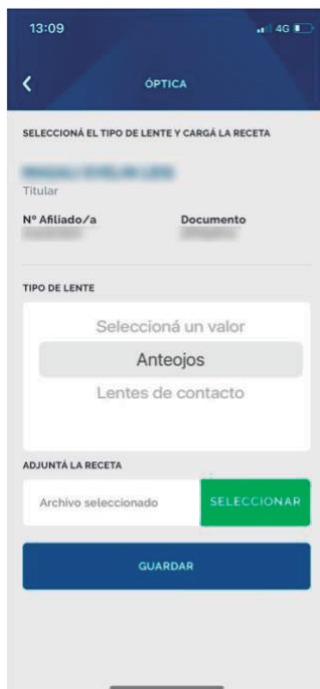 13:09
4G
ÓPTICA
SELECCIONÁ EL TIPO DE LENTE Y CARGÁ LA RECETA
Titular
Nº Afiliado/a Documento
TIPO DE LENTE
Seleccioná un valor
Anteojos
Lentes de contacto
ADJUNTÁ LA RECETA
Archivo seleccionado SELECCIONAR
GUARDAR